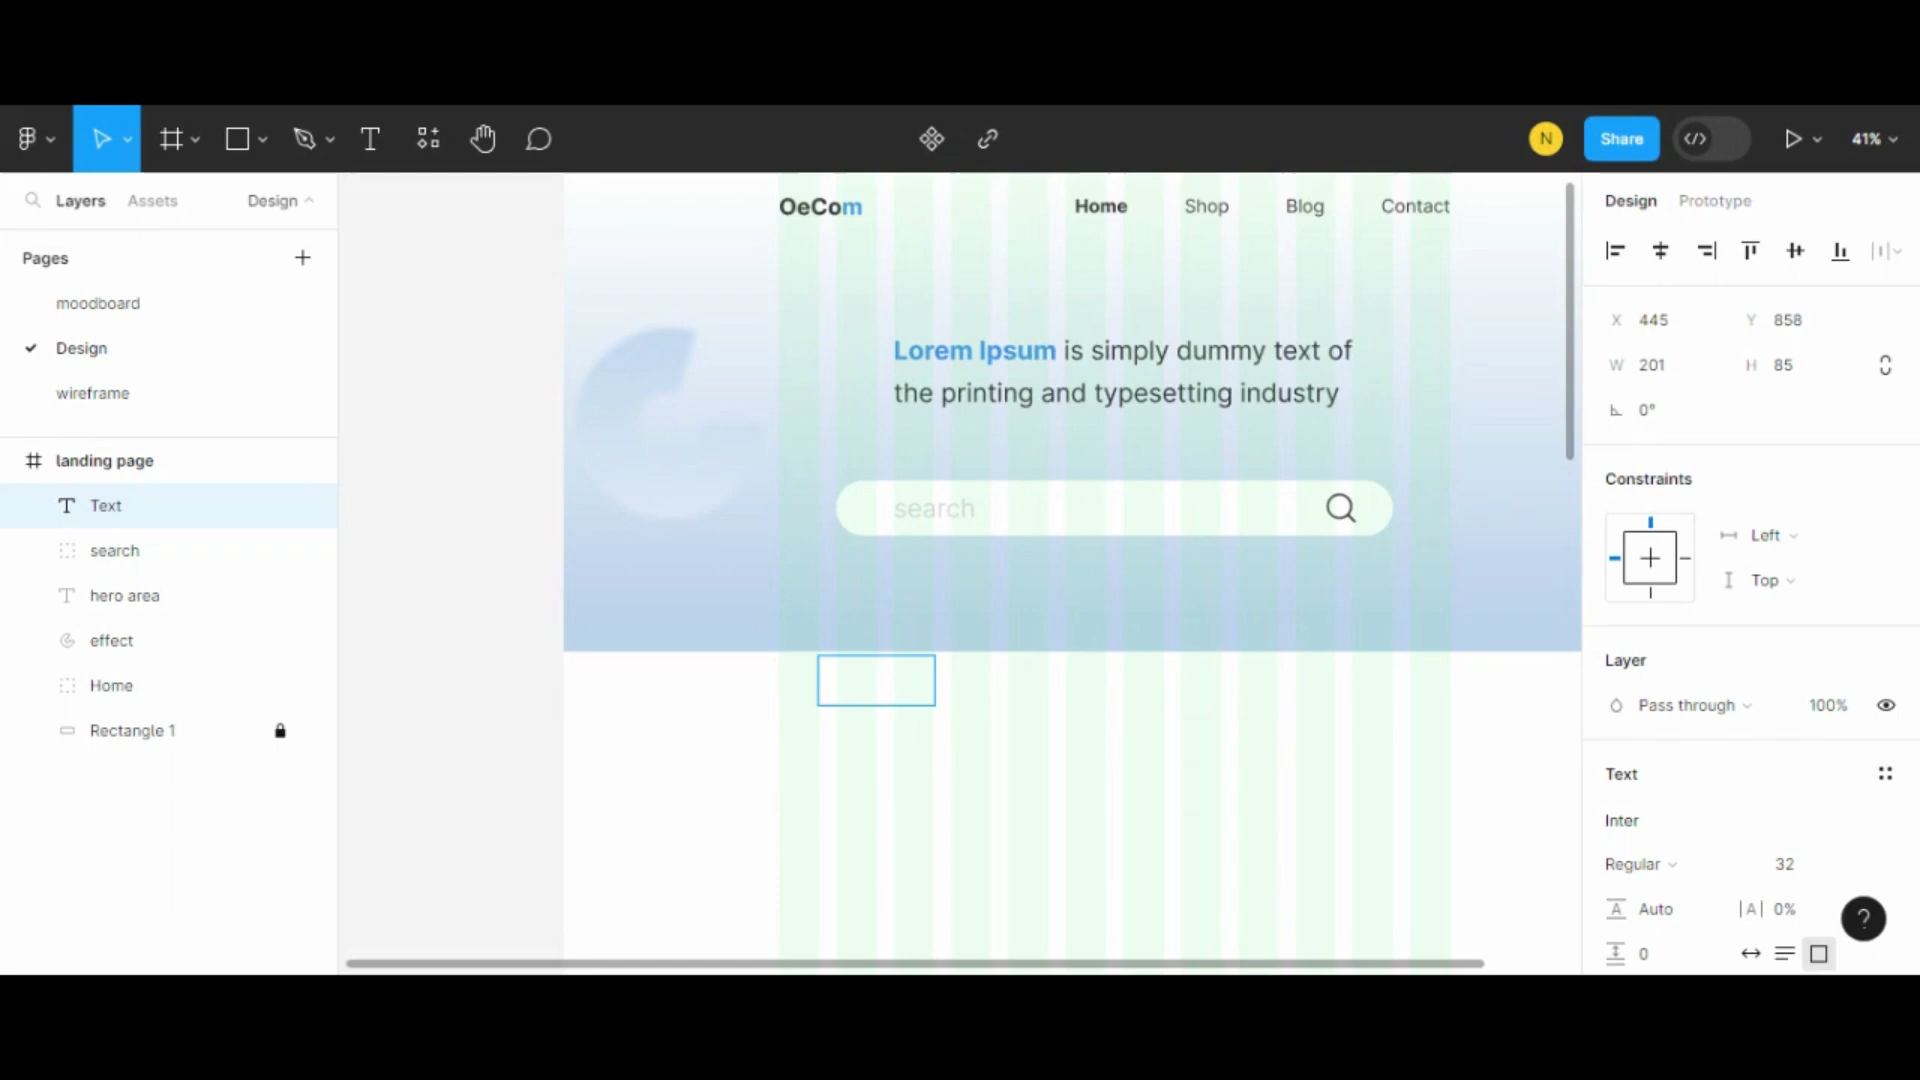 N
Share
41%
Layers
Assets
Design
Pages
moodboard
Design
wireframe
landing page
Text
search
hero area
effect
Home
Rectangle 1
OeCom
Home
Shop
Blog
Contact
Lorem Ipsum is simply dummy text of
the printing and typesetting industry
search
Design
Prototype
X 445
Y 858
W 201
H 85
0°
Constraints
Left
Top
Layer
Pass through
100%
Text
Inter
Regular
32
A Auto
|A| 0%
0
?